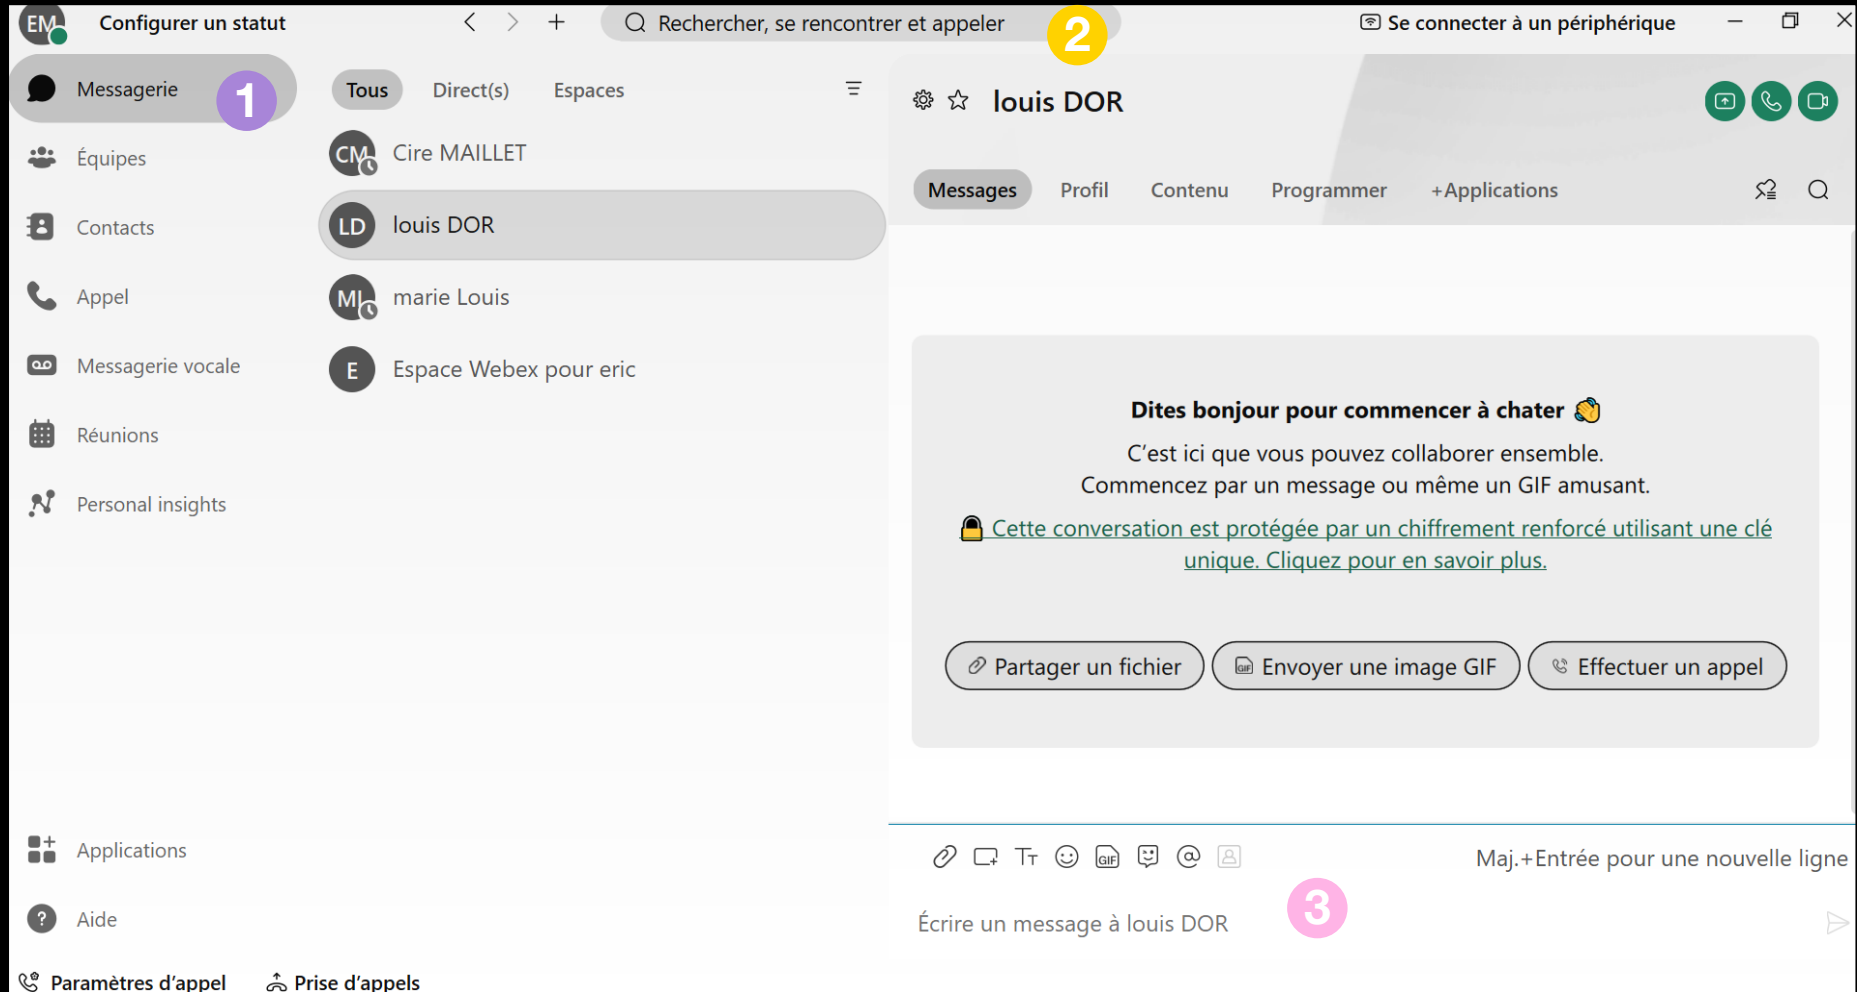 EM Configurer un statut
Rechercher, se rencontrer et appeler
2
Se connecter à un périphérique
Messagerie
1
Équipes
Contacts
Appel
Messagerie vocale
Réunions
Personal insights
Applications
Aide
Paramètres d'appel
Prise d'appels
Tous Direct(s) Espaces
CM Cire MAILLET
LD louis DOR
ML marie Louis
E Espace Webex pour eric
louis DOR
Messages Profil Contenu Programmer +Applications
Dites bonjour pour commencer à chater
C'est ici que vous pouvez collaborer ensemble.
Commencez par un message ou même un GIF amusant.
Cette conversation est protégée par un chiffrement renforcé utilisant une clé
unique. Cliquez pour en savoir plus.
Partager un fichier
GIF Envoyer une image GIF
Effectuer un appel
GIF
Maj.+Entrée pour une nouvelle ligne
Écrire un message à louis DOR
3